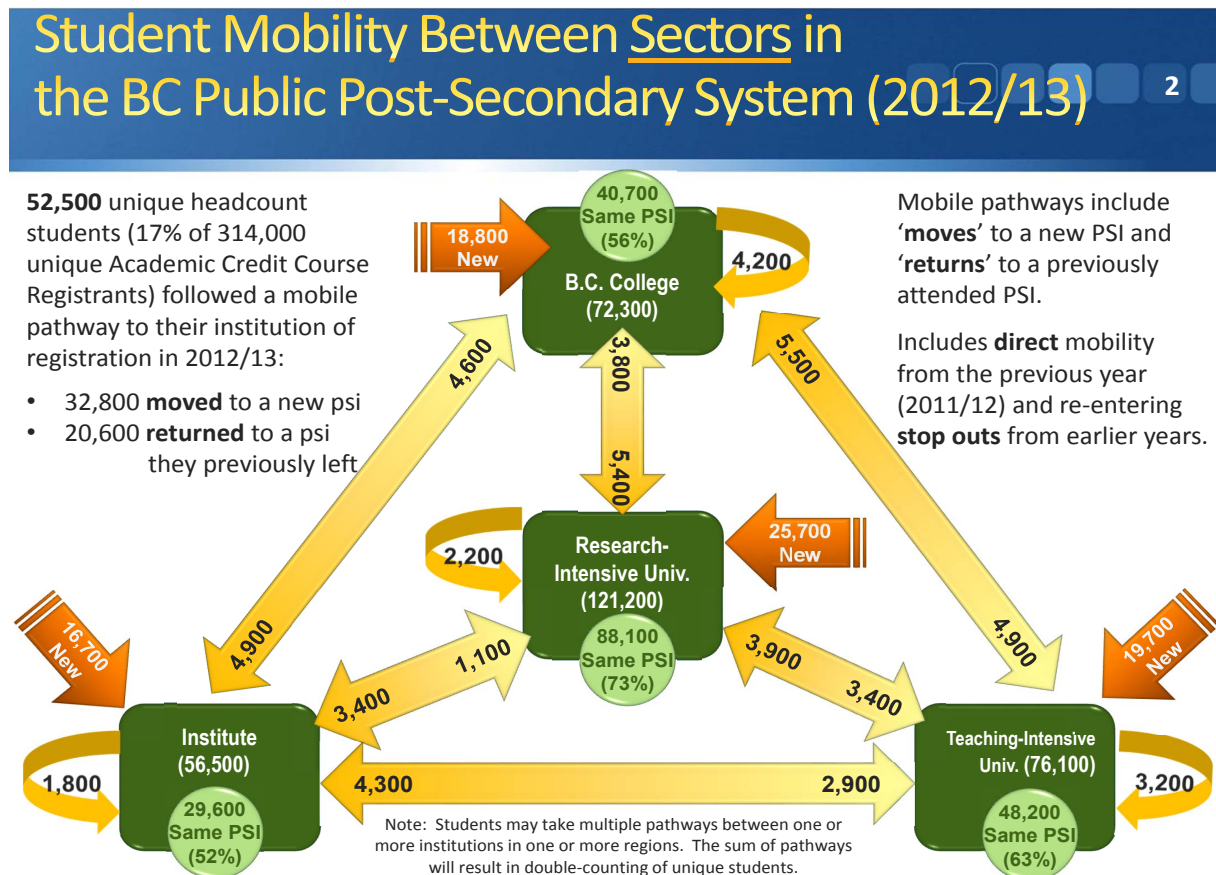 Student Mobility Between Sectors in
the BC Public Post-Secondary System (2012/13)
2
52,500 unique headcount
students (17% of 314,000
unique Academic Credit Course
Registrants) followed a mobile
pathway to their institution of
registration in 2012/13:
• 32,800 moved to a new psi
• 20,600 returned to a psi
they previously left
Mobile pathways include
‘moves’ to a new PSI and
‘returns’ to a previously
attended PSI.
Includes direct mobility
from the previous year
(2011/12) and re-entering
stop outs from earlier years.
18,800
New
40,700
Same PSI
(56%)
B.C. College
(72,300)
4,200
4,600
4,900
3,800
5,400
5,500
4,900
2,200
Research-
Intensive Univ.
(121,200)
88,100
Same PSI
(73%)
25,700
New
16,700
New
1,100
3,400
3,900
3,400
19,700
New
Institute
(56,500)
29,600
Same PSI
(52%)
1,800
4,300
2,900
Teaching-Intensive
Univ. (76,100)
48,200
Same PSI
(63%)
3,200
Note: Students may take multiple pathways between one or
more institutions in one or more regions. The sum of pathways
will result in double-counting of unique students.